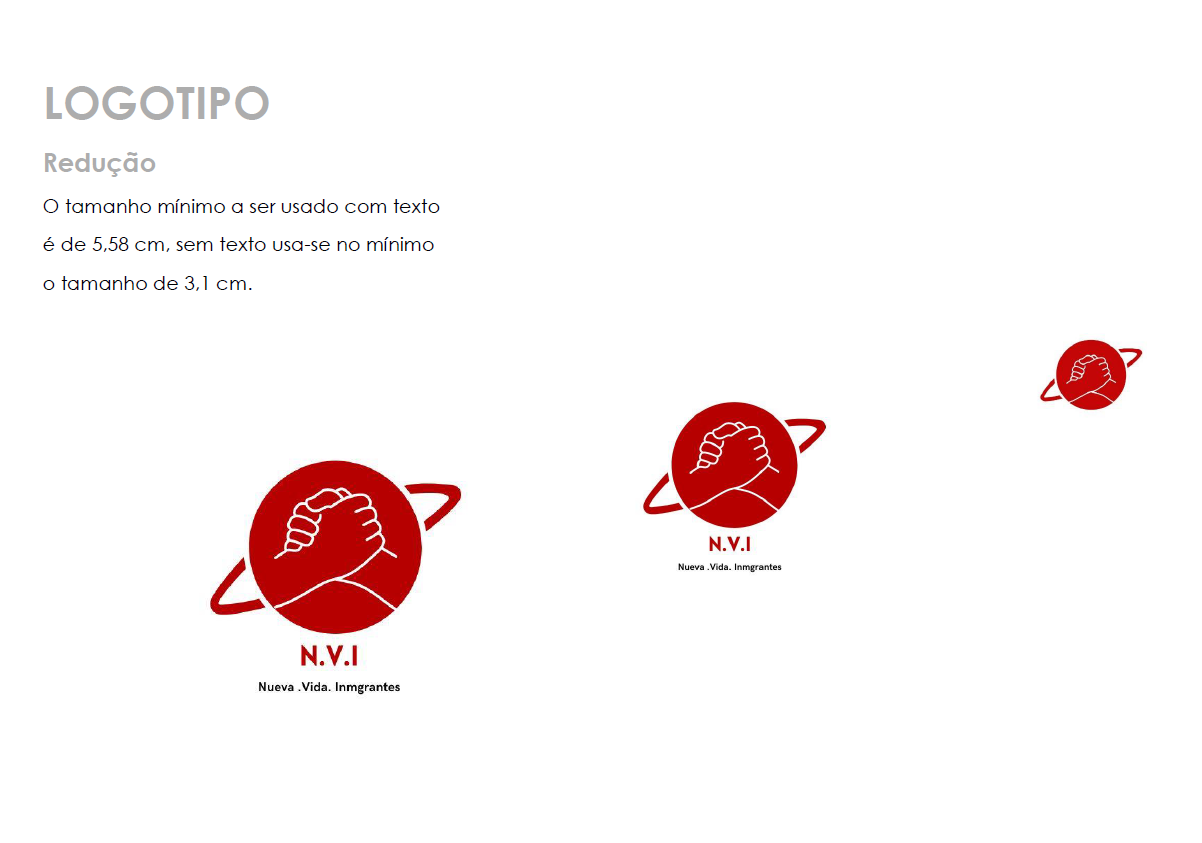 LOGOTIPO
Redução
O tamanho mínimo a ser usado com texto
é de 5,58 cm, sem texto usa-se no mínimo
o tamanho de 3,1 cm.
N.V.I
Nueva .Vida. Inmgrantes
N.V.I
Nueva .Vida. Inmgrantes